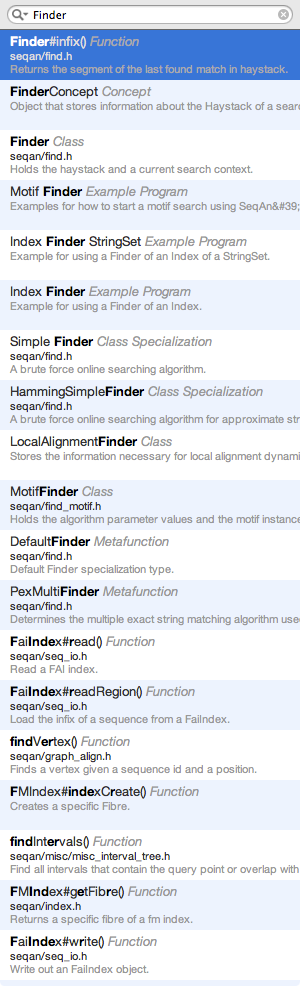 Finder
Finder#infix() Function
seqan/find.h
Returns the segment of the last found match in haystack.
FinderConcept Concept
Object that stores information about the Haystack of a sear
Finder Class
seqan/find.h
Holds the haystack and a current search context.
Motif Finder Example Program
Examples for how to start a motif search using SeqAn&#39;
Index Finder StringSet Example Program
Example for using a Finder of an Index of a StringSet.
Index Finder Example Program
Example for using a Finder of an Index.
Simple Finder Class Specialization
seqan/find.h
A brute force online searching algorithm.
HammingSimpleFinder Class Specialization
seqan/find.h
A brute force online searching algorithm for approximate str
LocalAlignmentFinder Class
Stores the information necessary for local alignment dynami
MotifFinder Class
seqan/find_motif.h
Holds the algorithm parameter values and the motif instance
DefaultFinder Metafunction
seqan/find.h
Default Finder specialization type.
PexMultiFinder Metafunction
seqan/find.h
Determines the multiple exact string matching algorithm use
FaiIndex#read() Function
seqan/seq_io.h
Read a FAI index.
FaiIndex#readRegion() Function
seqan/seq_io.h
Load the infix of a sequence from a FaiIndex.
findVertex() Function
seqan/graph_align.h
Finds a vertex given a sequence id and a position.
FMIndex#indexCreate() Function
Creates a specific Fibre.
findIntervals() Function
seqan/misc/misc_interval_tree.h
Find all intervals that contain the query point or overlap with
FMIndex#getFibre() Function
seqan/index.h
Returns a specific fibre of a fm index.
FaiIndex#write() Function
seqan/seq_io.h
Write out an FaiIndex object.